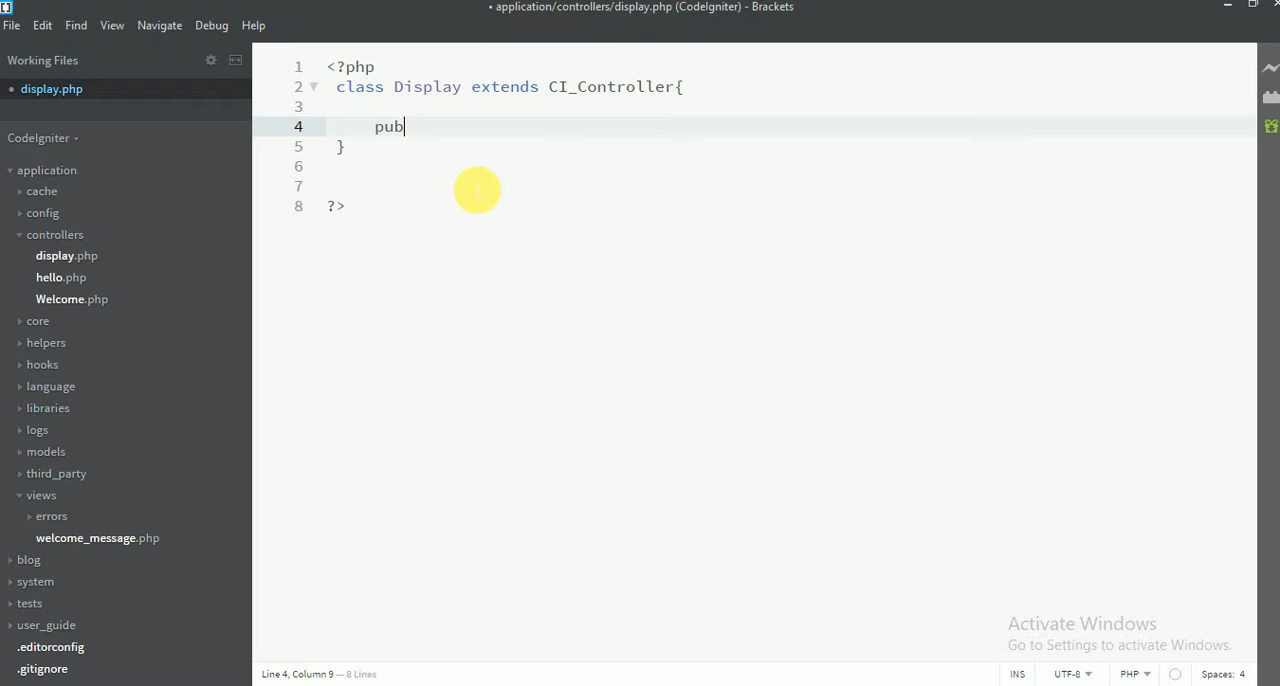 • application/controllers/display.php (CodeIgniter) - Brackets
File Edit Find View Navigate Debug Help
Working Files
• display.php
CodeIgniter
application
cache
config
controllers
display.php
hello.php
Welcome.php
core
helpers
hooks
language
libraries
logs
models
third_party
views
errors
welcome_message.php
blog
system
tests
user_guide
.editorconfig
.gitignore
1 <?php
2 class Display extends CI_Controller{
3
4 pub
5 }
6
7
8 ?>
Activate Windows
Go to Settings to activate Windows.
Line 4, Column 9 — 8 Lines
INS UTF-8 PHP Spaces: 4